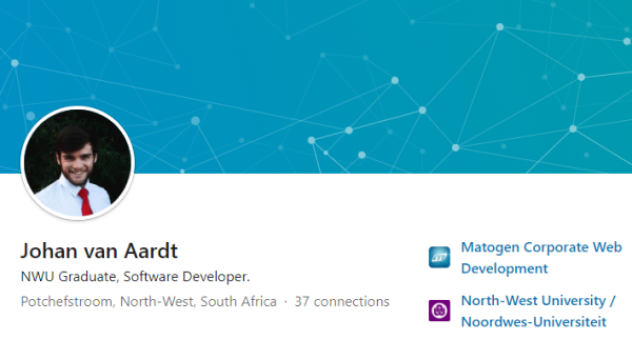 Johan van Aardt
NWU Graduate, Software Developer.
Potchefstroom, North-West, South Africa · 37 connections
Matogen Corporate Web
Development
North-West University /
Noordwes-Universiteit